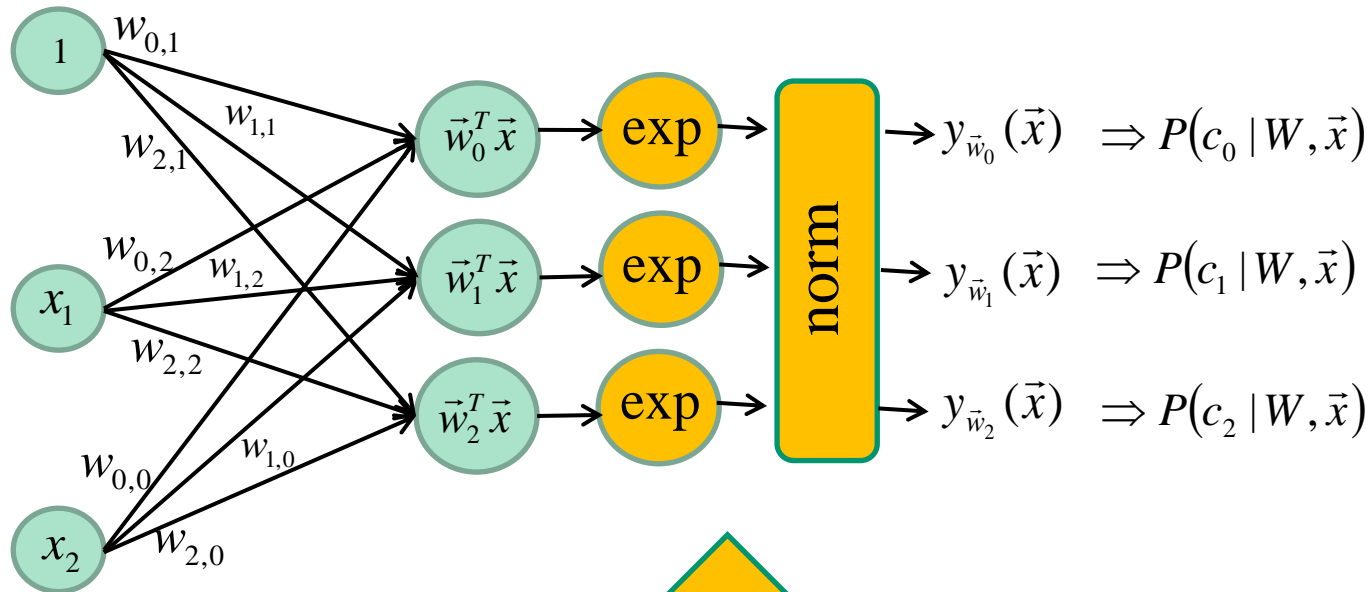 1
w_{0,1}
w_{1,1}
w_{2,1}
x_1
w_{0,2}
w_{1,2}
w_{2,2}
x_2
w_{0,0}
w_{1,0}
w_{2,0}
\vec{w}_0^T \vec{x}
exp
\vec{w}_1^T \vec{x}
exp
\vec{w}_2^T \vec{x}
exp
norm
y_{\vec{w}_0}(\vec{x}) ⇒ P(c_0 | W, \vec{x})
y_{\vec{w}_1}(\vec{x}) ⇒ P(c_1 | W, \vec{x})
y_{\vec{w}_2}(\vec{x}) ⇒ P(c_2 | W, \vec{x})